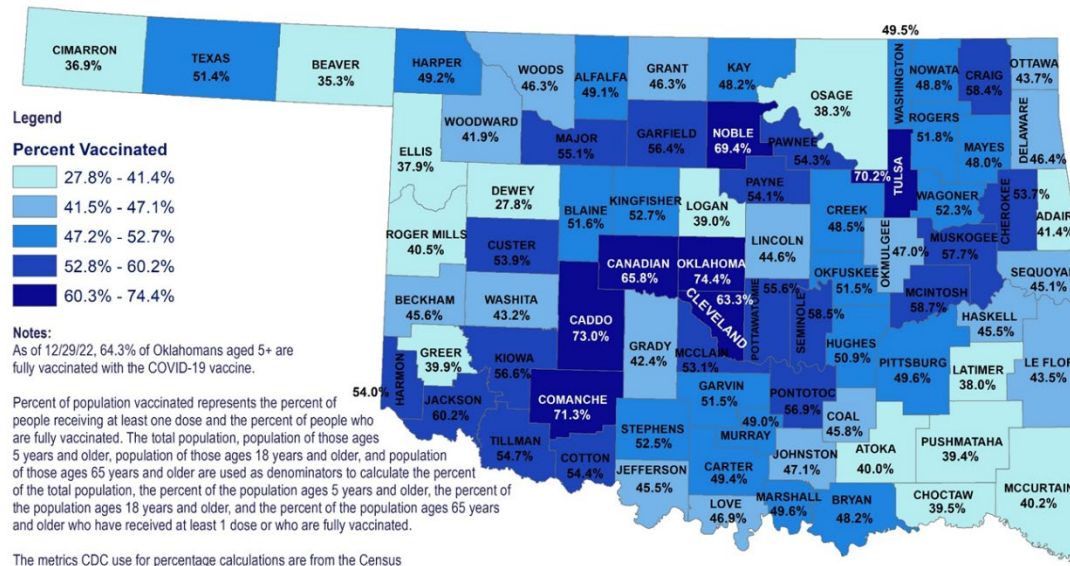 49.5%
CIMARRON
36.9%
TEXAS
51.4%
BEAVER
35.3%
HARPER
49.2%
WOODS
46.3%
ALFALFA
49.1%
GRANT
46.3%
KAY
48.2%
OSAGE
38.3%
WASHINGTON
NOWATA
48.8%
CRAIG
58.4%
OTTAWA
43.7%
Legend
Percent Vaccinated
27.8% - 41.4%
41.5% - 47.1%
47.2% - 52.7%
52.8% - 60.2%
60.3% - 74.4%
ELLIS
37.9%
WOODWARD
41.9%
MAJOR
55.1%
GARFIELD
56.4%
NOBLE
69.4%
PAWNEE
54.3%
ROGERS
51.8%
MAYES
48.0%
DELAWARE
46.4%
DEWEY
27.8%
BLAINE
51.6%
KINGFISHER
52.7%
LOGAN
39.0%
PAYNE
54.1%
70.2%
TULSA
CREEK
48.5%
WAGONER
52.3%
CHEROKEE
53.7%
ADAIR
41.4%
ROGER MILLS
40.5%
CUSTER
53.9%
CANADIAN
65.8%
OKLAHOMA
74.4%
LINCOLN
44.6%
OKMULGEE
47.0%
MUSKOGEE
57.7%
OKFUSKEE
51.5%
SEQUOYAH
45.1%
BECKHAM
45.6%
WASHITA
43.2%
CADDO
73.0%
GRADY
42.4%
CLEVELAND
63.3%
POTTAWATOMIE
55.6%
SEMINOLE
58.5%
MCINTOSH
58.7%
HASKELL
45.5%
HUGHES
50.9%
PITTSBURG
49.6%
LATIMER
38.0%
LE FLOR
43.5%
Notes:
As of 12/29/22, 64.3% of Oklahomans aged 5+ are
fully vaccinated with the COVID-19 vaccine.
HARMON
54.0%
GREER
39.9%
KIOWA
56.6%
MCCLAIN
53.1%
JACKSON
60.2%
COMANCHE
71.3%
GARVIN
51.5%
PONTOTOC
56.9%
COAL
45.8%
TILLMAN
54.7%
COTTON
54.4%
STEPHENS
52.5%
49.0%
MURRAY
JOHNSTON
47.1%
ATOKA
40.0%
PUSHMATAHA
39.4%
JEFFERSON
45.5%
CARTER
49.4%
LOVE
46.9%
MARSHALL
49.6%
BRYAN
48.2%
CHOCTAW
39.5%
MCCURTAIN
40.2%
Percent of population vaccinated represents the percent of
people receiving at least one dose and the percent of people who
are fully vaccinated. The total population, population of those ages
5 years and older, population of those ages 18 years and older, and population
of those ages 65 years and older are used as denominators to calculate the percent
of the total population, the percent of the population ages 5 years and older, the percent of
the population ages 18 years and older, and the percent of the population ages 65 years
and older who have received at least 1 dose or who are fully vaccinated.
The metrics CDC use for percentage calculations are from the Census